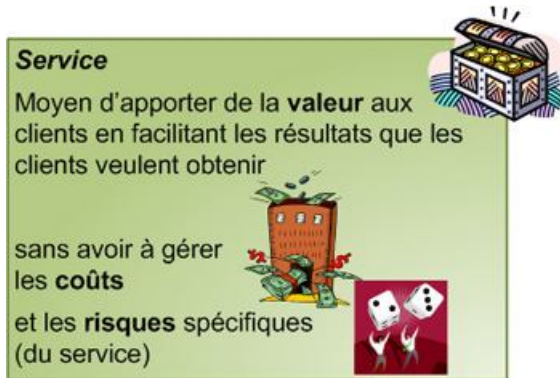 Service
Moyen d'apporter de la valeur aux
clients en facilitant les résultats que les
clients veulent obtenir
sans avoir à gérer
les coûts
et les risques spécifiques
(du service)